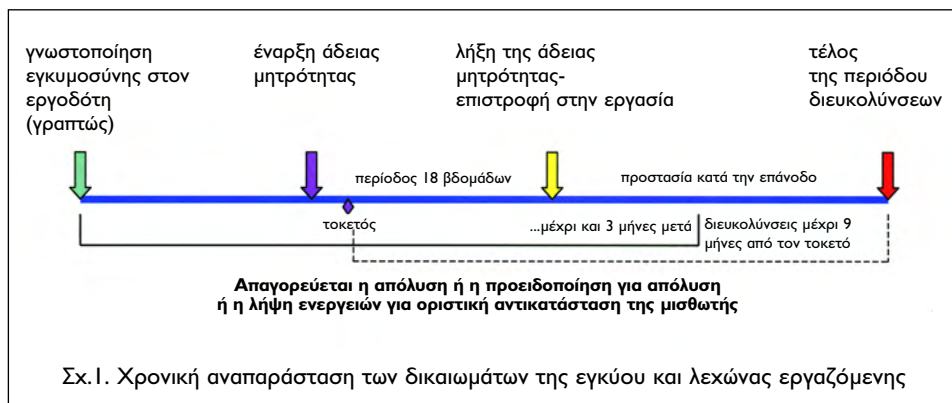 γνωστοποίηση
εγκυμοσύνης στον
εργοδότη
(γραπτώς)
έναρξη άδειας
μητρότητας
λήξη της άδειας
μητρότητας-
επιστροφή στην εργασία
τέλος
της περιόδου
διευκολύνσεων
περίοδος 18 βδομάδων
προστασία κατά την επάνοδο
τοκετός
...μέχρι και 3 μήνες μετά
διευκολύνσεις μέχρι 9
μήνες από τον τοκετό
Απαγορεύεται η απόλυση ή η προειδοποίηση για απόλυση
ή η λήψη ενεργειών για οριστική αντικατάσταση της μισθωτής
Σχ.1. Χρονική αναπαράσταση των δικαιωμάτων της εγκύου και λεχώνας εργαζόμενης